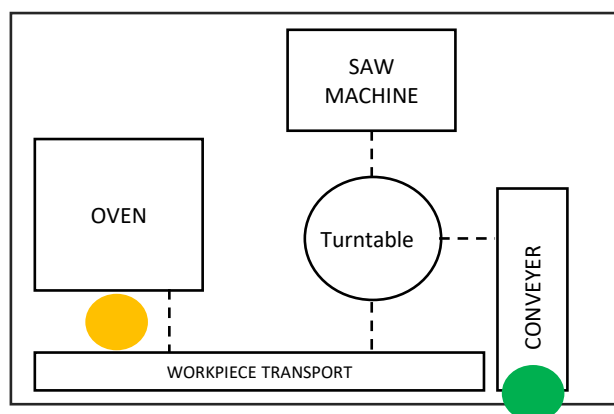 SAW
MACHINE
OVEN
Turntable
CONVEYER
WORKPIECE TRANSPORT